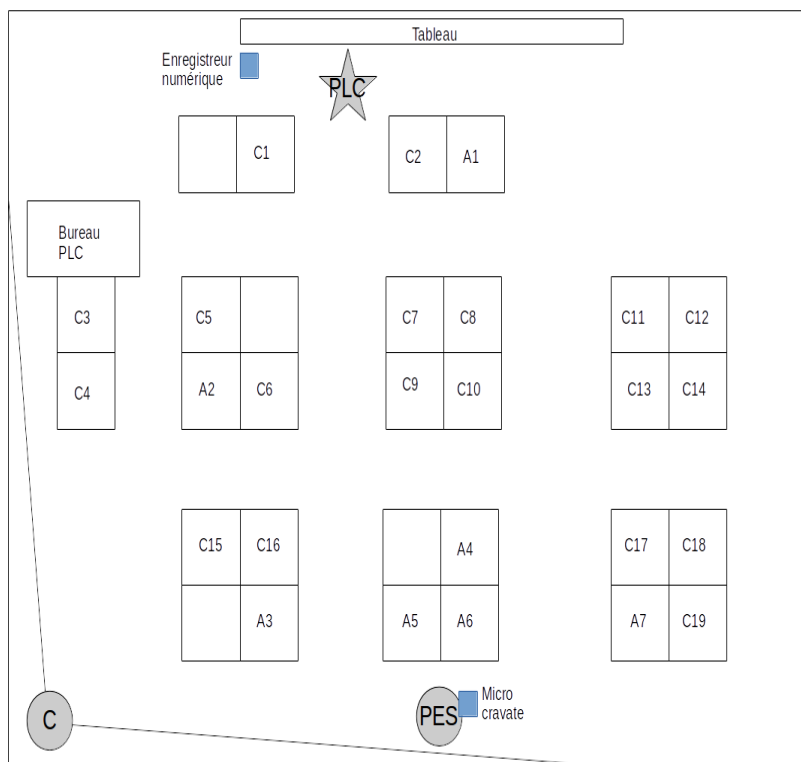 Tableau
Enregistreur
numérique
PLC
C1
C2
A1
Bureau
PLC
C3
C5
C7
C8
C11
C12
C4
A2
C6
C9
C10
C13
C14
C15
C16
A4
C17
C18
A3
A5
A6
A7
C19
C
PES
Micro
cravate